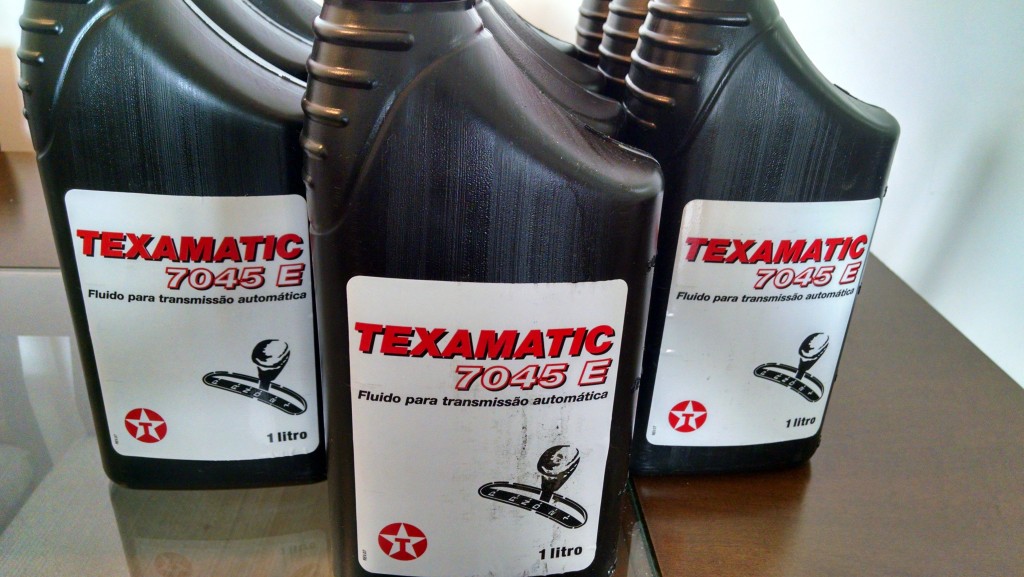 TEXAMATIC
7045 E
Fluido para transmissão automática
1 litro
TEXAMATIC
7045 E
Fluido para transmissão automática
T
1 litro
TEXAMATIC
7045 E
Fluido para transmissão automática
T
1 litro